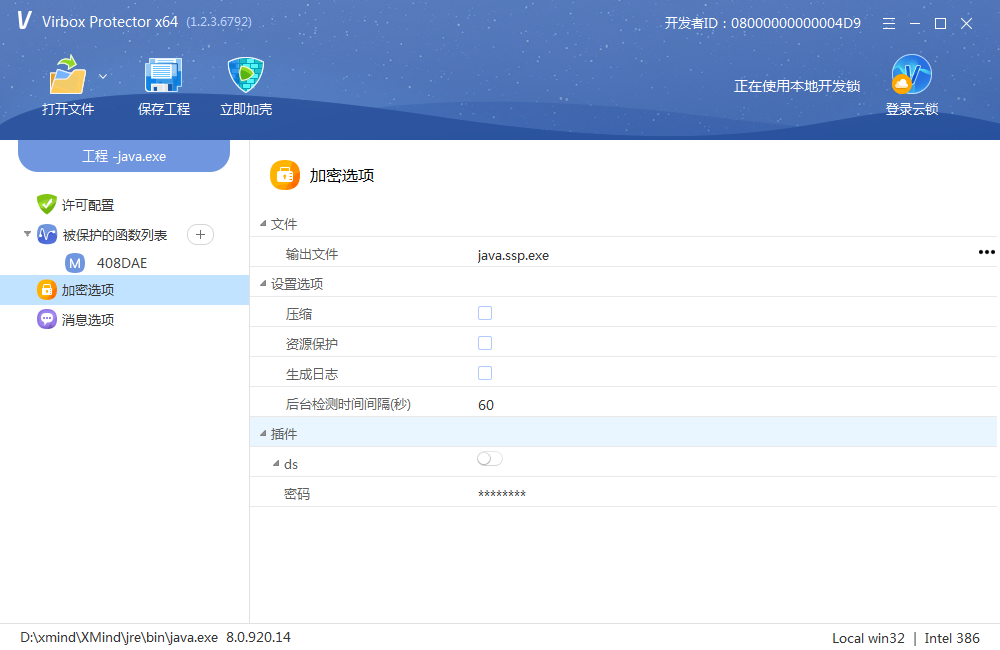 Virbox Protector x64 (1.2.3.6792)
开发者ID：08000000000004D9
打开文件
保存工程
立即加壳
正在使用本地开发锁
登录云锁
工程 -java.exe
许可配置
被保护的函数列表
M 408DAE
加密选项
消息选项
加密选项
文件
输出文件 java.ssp.exe
设置选项
压缩
资源保护
生成日志
后台检测时间间隔(秒) 60
插件
ds
密码 ********
D:\xmind\XMind\jre\bin\java.exe 8.0.920.14
Local win32 | Intel 386